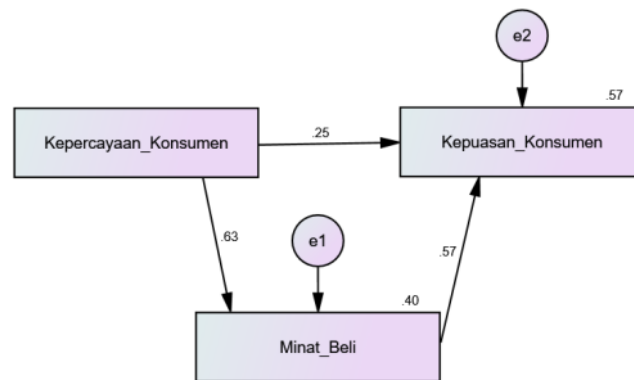 e2
.57
Kepercayaan_Konsumen
.25
Kepuasan_Konsumen
.63
e1
.57
.40
Minat_Beli